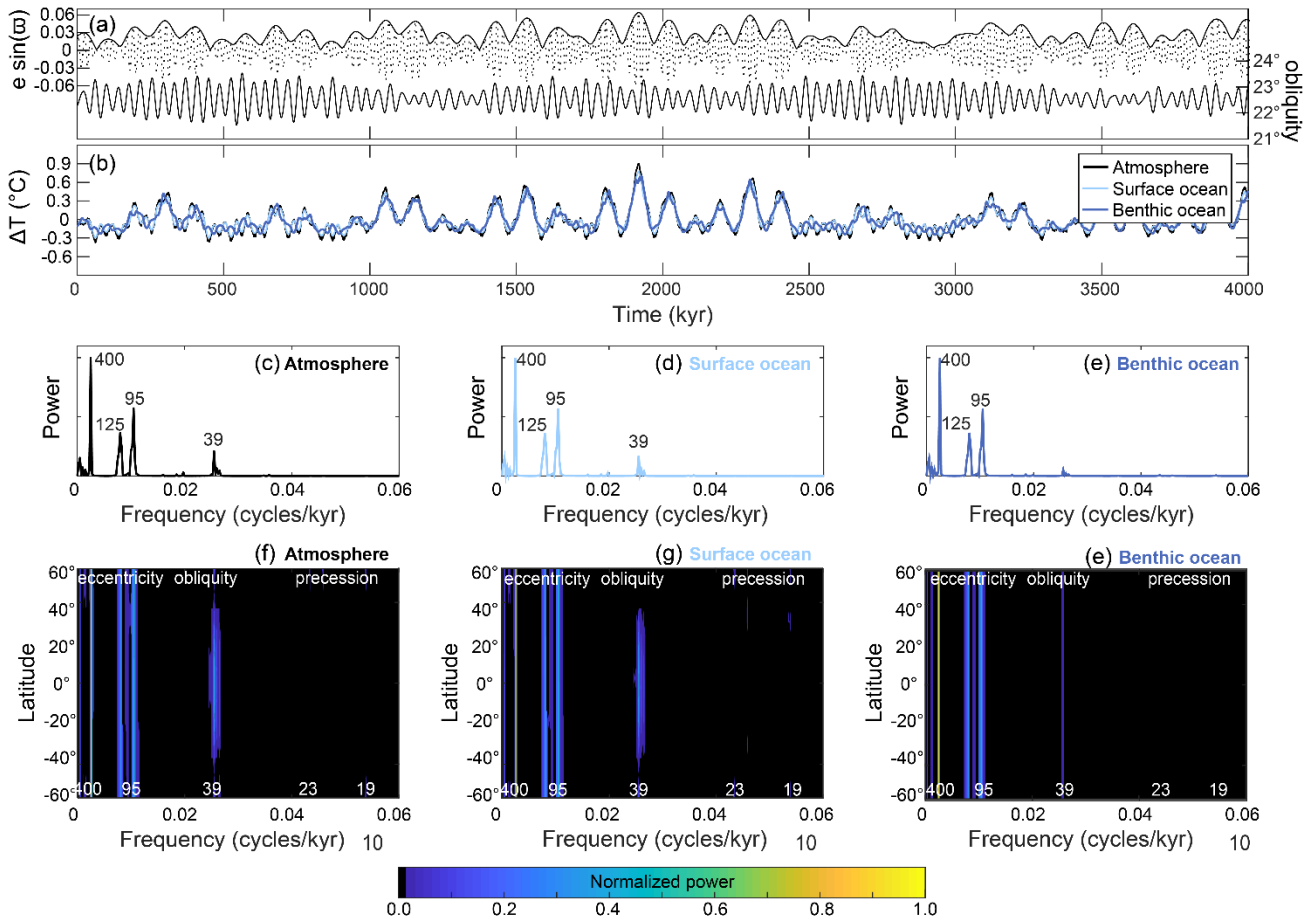 (a)
e sin(ϖ)
0.06
0.03
0
-0.03
-0.06
24°
23°
22°
21°
obliquity
(b)
ΔT (°C)
0.9
0.6
0.3
0
-0.3
-0.6
Atmosphere
Surface ocean
Benthic ocean
0 500 1000 1500 2000 2500 3000 3500 4000
Time (kyr)
(c) Atmosphere
Power
400
125
95
39
0 0.02 0.04 0.06
Frequency (cycles/kyr)
(d) Surface ocean
Power
400
125
95
39
0 0.02 0.04 0.06
Frequency (cycles/kyr)
(e) Benthic ocean
Power
400
125
95
0 0.02 0.04 0.06
Frequency (cycles/kyr)
(f) Atmosphere
Latitude
60°
40°
20°
0°
-20°
-40°
-60°
eccentricity obliquity precession
400 95 39 23 19
0 0.02 0.04 0.06
Frequency (cycles/kyr) 10
(g) Surface ocean
Latitude
60°
40°
20°
0°
-20°
-40°
-60°
eccentricity obliquity precession
400 95 39 23 19
0 0.02 0.04 0.06
Frequency (cycles/kyr) 10
(e) Benthic ocean
Latitude
60°
40°
20°
0°
-20°
-40°
-60°
eccentricity obliquity precession
400 95 39 23 19
0 0.02 0.04 0.06
Frequency (cycles/kyr) 10
Normalized power
0.0 0.2 0.4 0.6 0.8 1.0